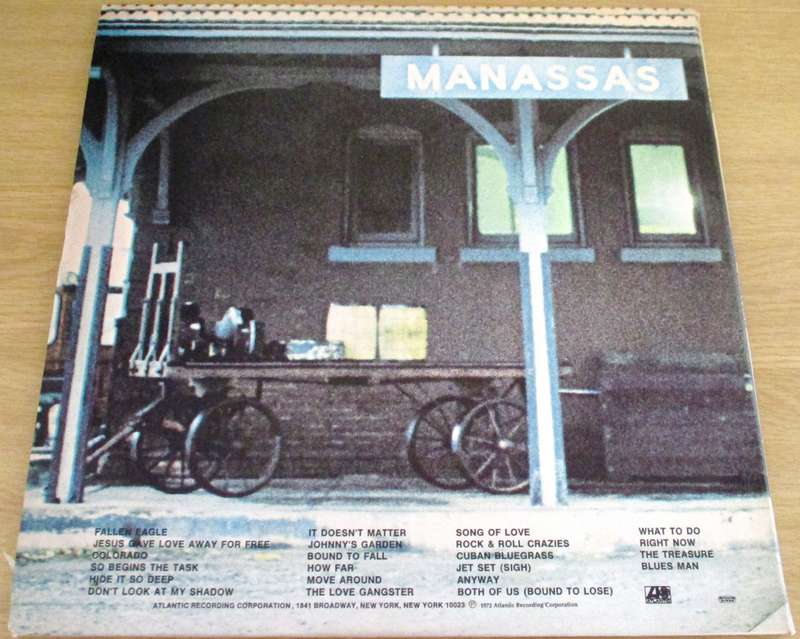 MANASSAS
FALLEN EAGLE
JESUS GAVE LOVE AWAY FOR FREE
COLORADO
SO BEGINS THE TASK
HIDE IT SO DEEP
DON'T LOOK AT MY SHADOW
IT DOESN'T MATTER
JOHNNY'S GARDEN
BOUND TO FALL
HOW FAR
MOVE AROUND
THE LOVE GANGSTER
SONG OF LOVE
ROCK & ROLL CRAZIES
CUBAN BLUEGRASS
JET SET (SIGH)
ANYWAY
BOTH OF US (BOUND TO LOSE)
WHAT TO DO
RIGHT NOW
THE TREASURE
BLUES MAN
ATLANTIC RECORDING CORPORATION, 1841 BROADWAY, NEW YORK, NEW YORK 10023 ℗ 1972 Atlantic Recording Corporation
ATLANTIC